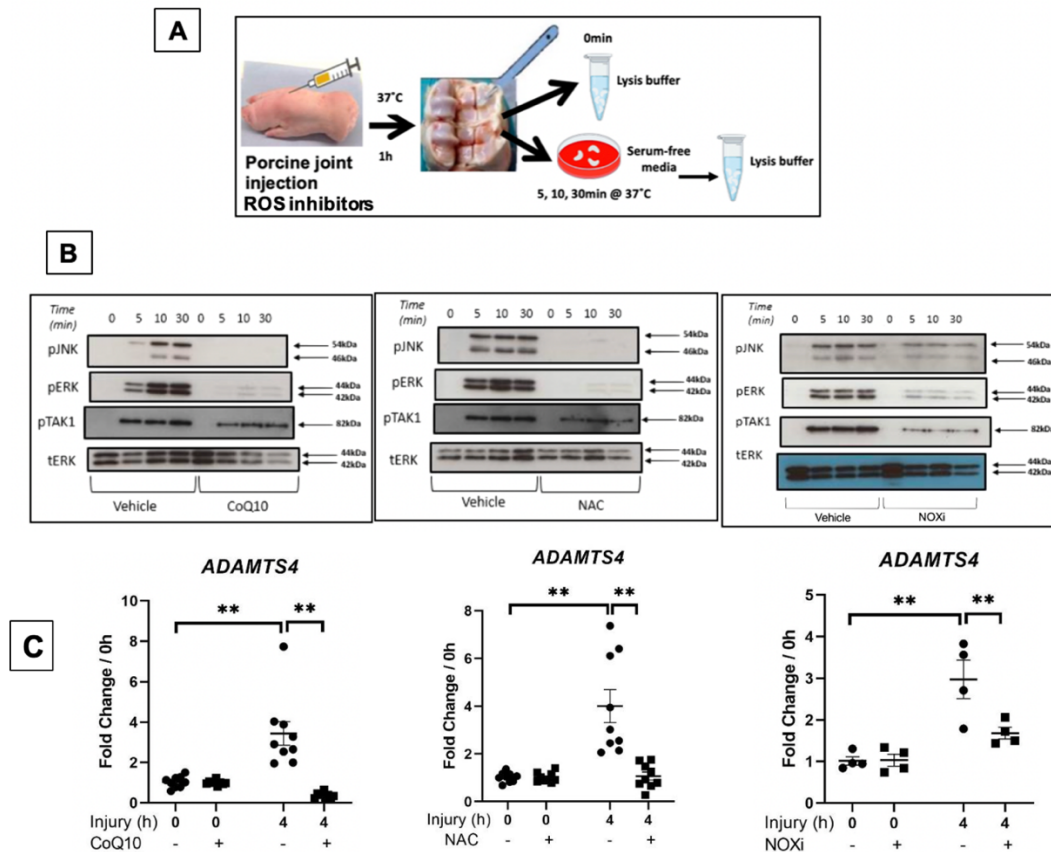 A
Porcine joint
injection
ROS inhibitors
37˚C
1h
0min
Lysis buffer
Serum-free
media
5, 10, 30min @ 37˚C
Lysis buffer
B
Time
(min)
0 5 10 30 0 5 10 30
pJNK
54kDa
46kDa
pERK
44kDa
42kDa
pTAK1
82kDa
tERK
44kDa
42kDa
Vehicle CoQ10
Time
(min)
0 5 10 30 0 5 10 30
pJNK
54kDa
46kDa
pERK
44kDa
42kDa
pTAK1
82kDa
tERK
44kDa
42kDa
Vehicle NAC
Time
(min)
0 5 10 30 0 5 10 30
pJNK
54kDa
46kDa
pERK
44kDa
42kDa
pTAK1
82kDa
tERK
44kDa
42kDa
Vehicle NOXi
C
ADAMTS4
Fold Change / 0h
10
8
6
4
2
0
** **
Injury (h) 0 0 4 4
CoQ10 - + - +
ADAMTS4
Fold Change / 0h
8
6
4
2
0
** **
Injury (h) 0 0 4 4
NAC - + - +
ADAMTS4
Fold Change / 0h
5
4
3
2
1
0
** **
Injury (h) 0 0 4 4
NOXi - + - +